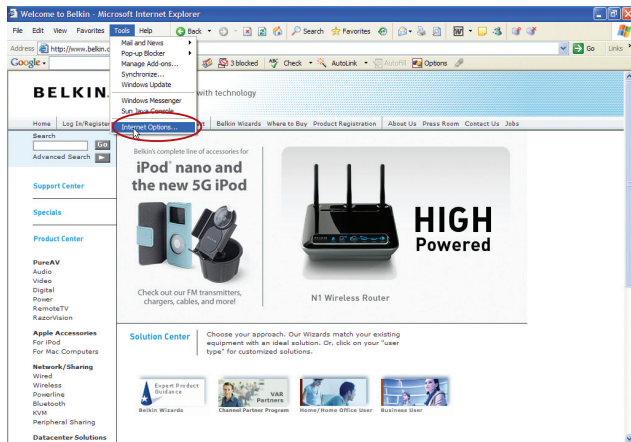 Welcome to Belkin - Microsoft Internet Explorer
File Edit View Favorites Tools Help Back Search Favorites
Address http://www.belkin.c Go Links
Google 3 blocked Check AutoLink AutoFill Options
Mail and News
Pop-up Blocker
Manage Add-ons...
Synchronize...
Windows Update
Windows Messenger
Sun Java Console
Internet Options...
BELKIN. with technology
Home Log In/Register Belkin Wizards Where to Buy Product Registration About Us Press Room Contact Us Jobs
Search
Go
Advanced Search
Support Center
Specials
Product Center
PureAV
Audio
Video
Digital
Power
RemoteTV
RazorVision
Apple Accessories
For iPod
For Mac Computers
Network/Sharing
Wired
Wireless
Powerline
Bluetooth
KVM
Peripheral Sharing
Datacenter Solutions
Belkin's complete line of accessories for
iPod® nano and
the new 5G iPod
Check out our FM transmitters,
chargers, cables, and more!
HIGH
Powered
N1 Wireless Router
Solution Center
Choose your approach. Our Wizards match your existing
equipment with an ideal solution. Or, click on your "user
type" for customized solutions.
Expert Product
Guidance
Belkin Wizards
VAR
Partners
Channel Partner Program
Home/Home Office User
Business User